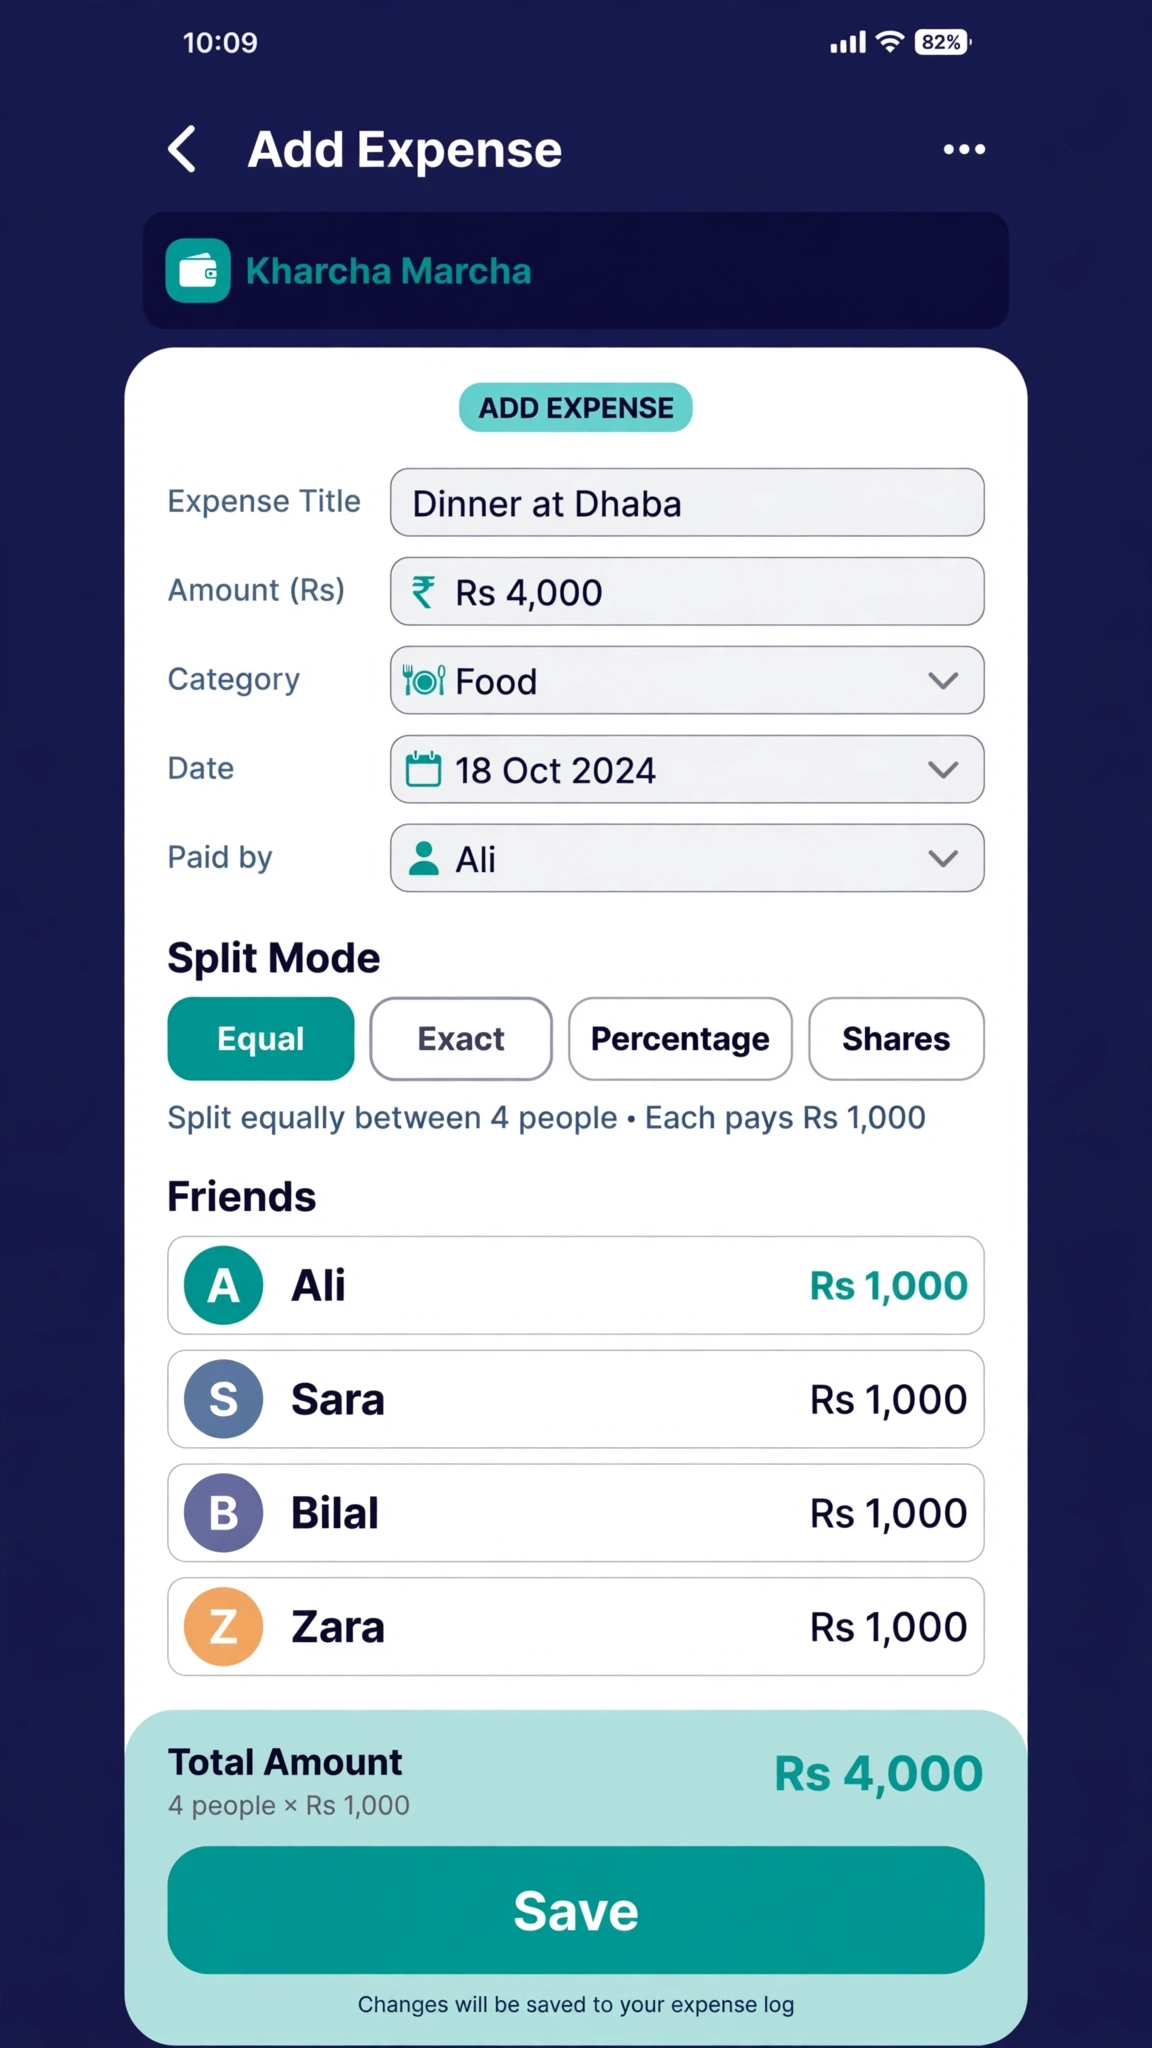 10:09
82%
Add Expense
Kharcha Marcha
ADD EXPENSE
Expense Title Dinner at Dhaba
Amount (Rs) ₹ Rs 4,000
Category Food
Date 18 Oct 2024
Paid by Ali
Split Mode
Equal Exact Percentage Shares
Split equally between 4 people • Each pays Rs 1,000
Friends
A Ali Rs 1,000
S Sara Rs 1,000
B Bilal Rs 1,000
Z Zara Rs 1,000
Total Amount Rs 4,000
4 people × Rs 1,000
Save
Changes will be saved to your expense log